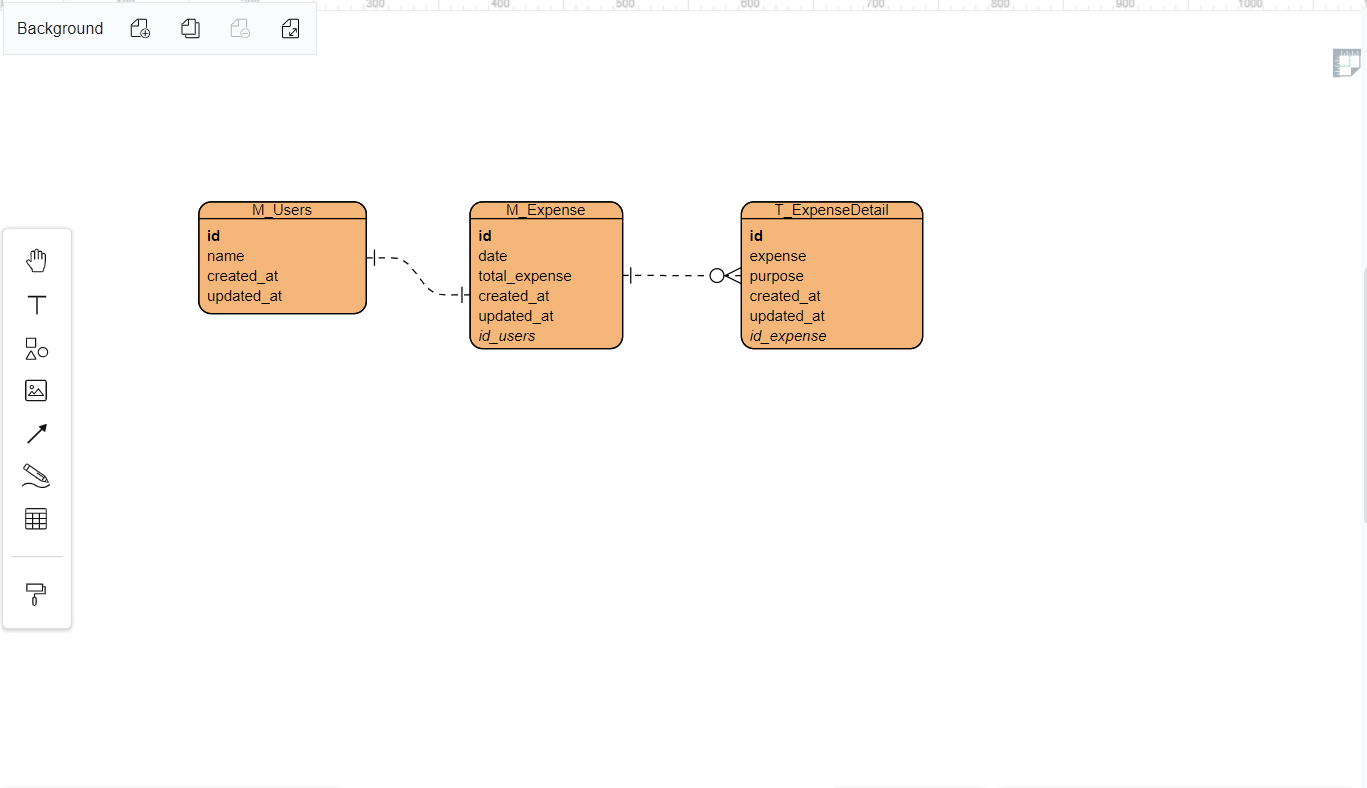 300 400 500 600 700 800 900 1000
Background
M_Users
id
name
created_at
updated_at
M_Expense
id
date
total_expense
created_at
updated_at
id_users
T_ExpenseDetail
id
expense
purpose
created_at
updated_at
id_expense